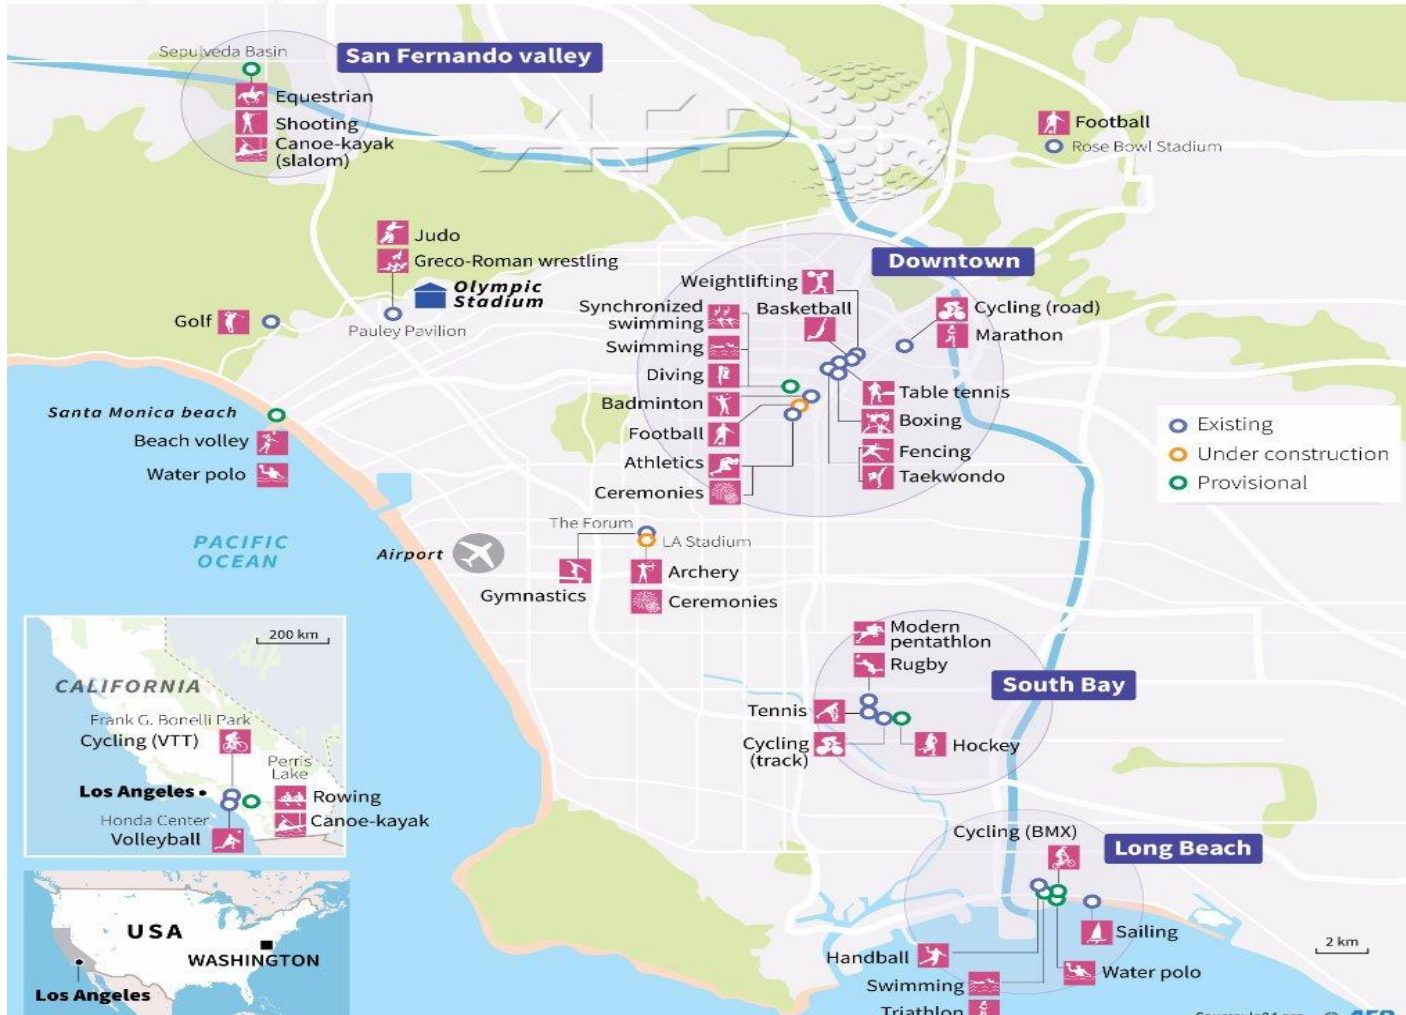 Sepulveda Basin
San Fernando valley
Equestrian
Shooting
Canoe-kayak
(slalom)
AFP
Football
Rose Bowl Stadium
Judo
Greco-Roman wrestling
Olympic
Stadium
Pauley Pavilion
Golf
Downtown
Weightlifting
Basketball
Cycling (road)
Marathon
Synchronized
swimming
Swimming
Diving
Badminton
Football
Athletics
Ceremonies
Table tennis
Boxing
Fencing
Taekwondo
Existing
Under construction
Provisional
Santa Monica beach
Beach volley
Water polo
PACIFIC
OCEAN
Airport
The Forum
LA Stadium
Gymnastics
Archery
Ceremonies
Modern
pentathlon
Rugby
South Bay
Tennis
Cycling
(track)
Hockey
200 km
CALIFORNIA
Frank G. Bonelli Park
Cycling (VTT)
Perris
Lake
Los Angeles
Rowing
Honda Center
Canoe-kayak
Volleyball
Cycling (BMX)
Long Beach
Sailing
Handball
Water polo
Swimming
Triathlon
2 km
USA
WASHINGTON
Los Angeles
Source: la24.org © AFP